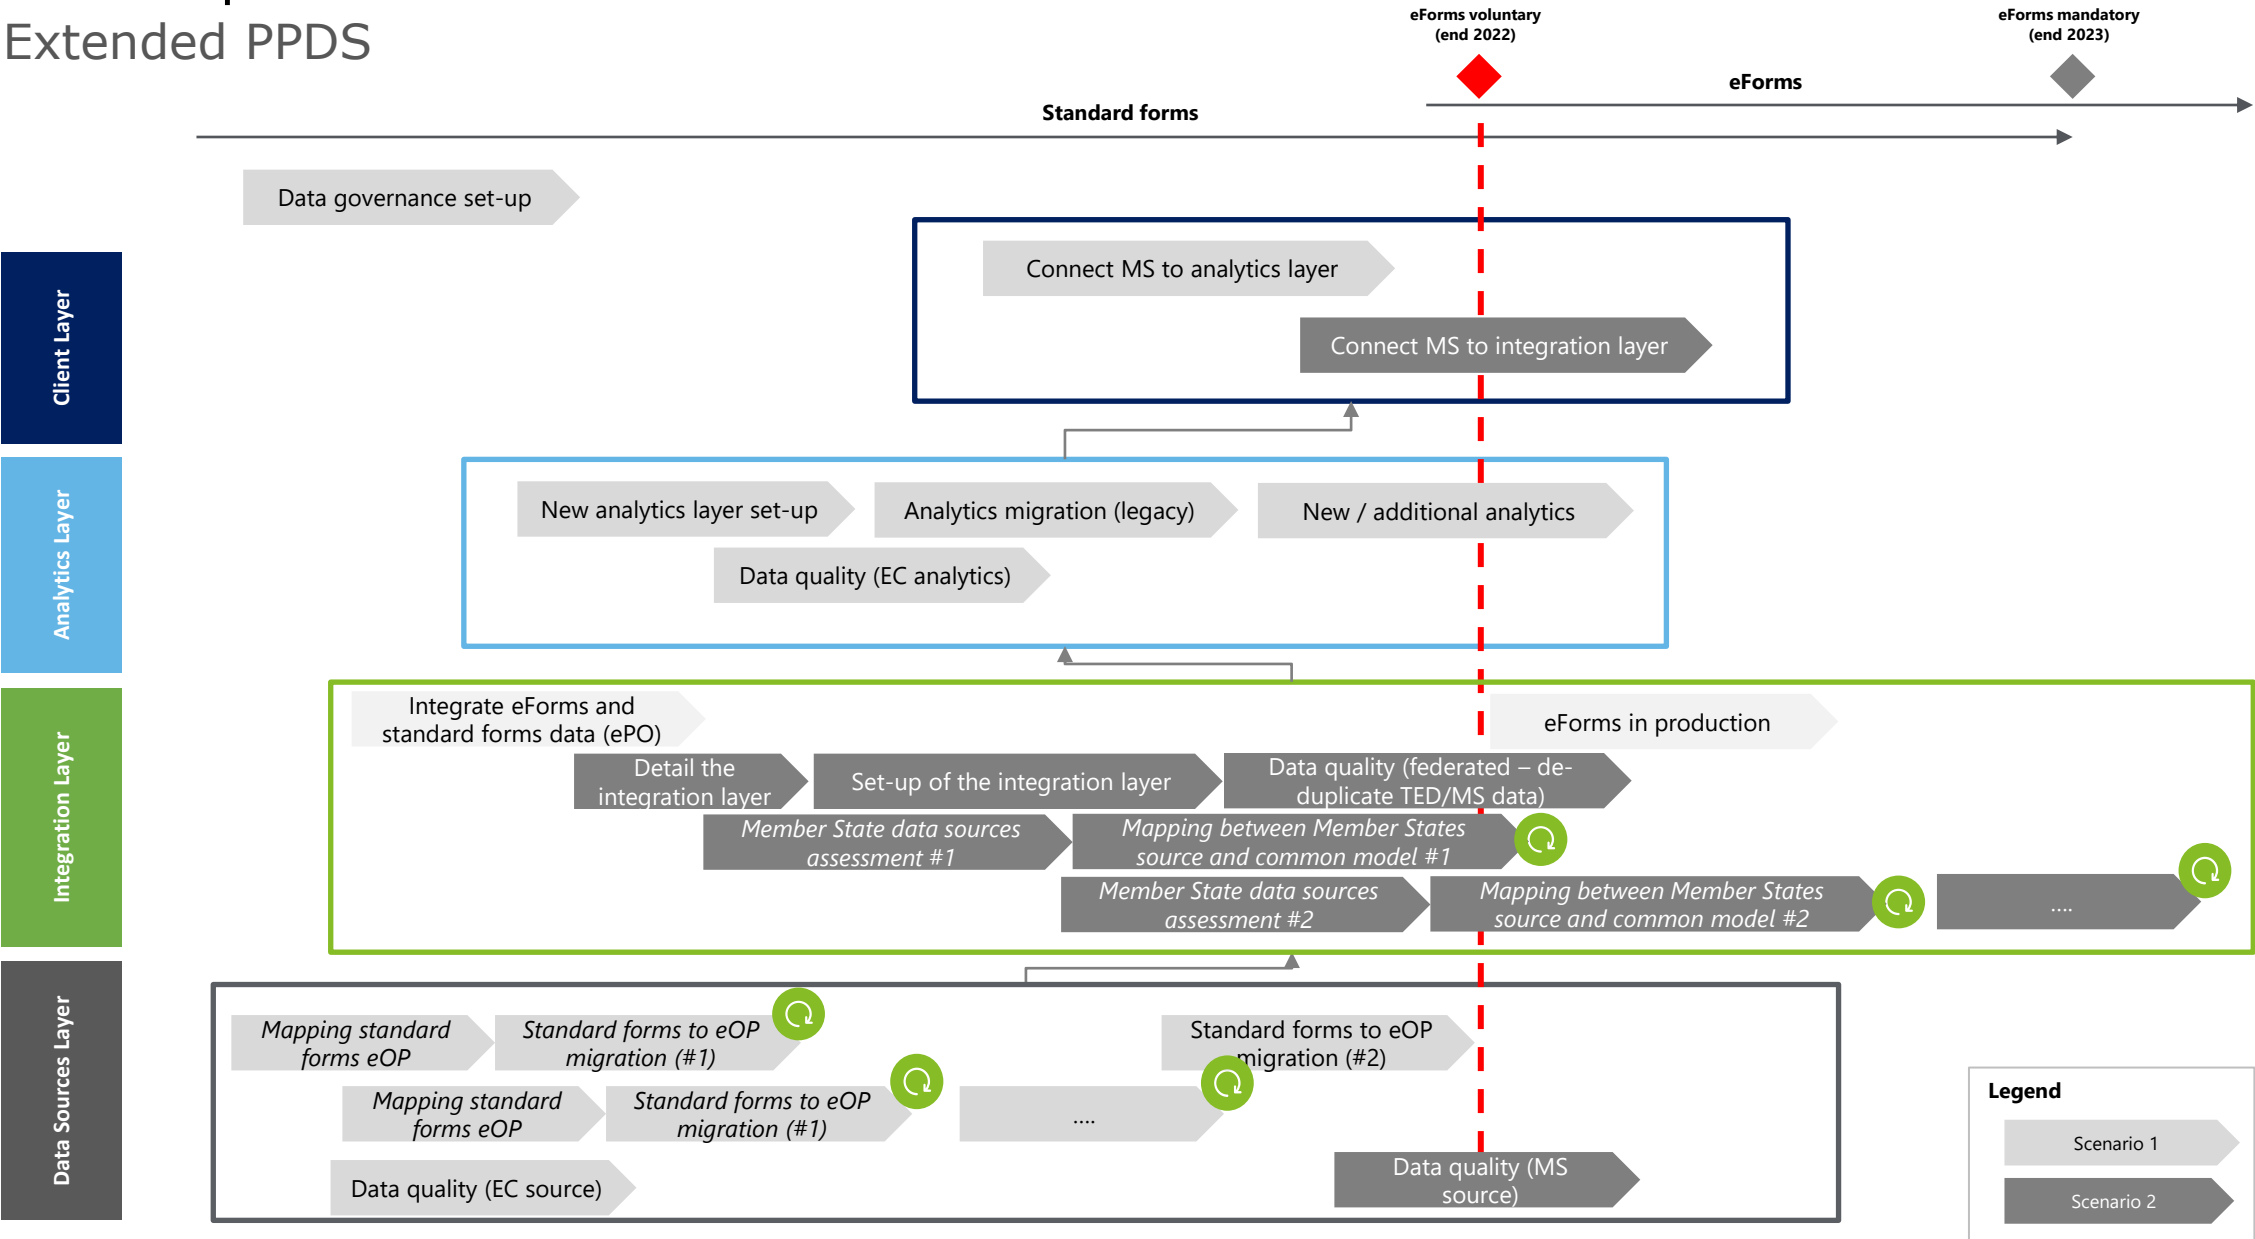 Extended PPDS
eForms voluntary
(end 2022)
eForms mandatory
(end 2023)
eForms
Standard forms
Data governance set-up
Client Layer
Connect MS to analytics layer
Connect MS to integration layer
Analytics Layer
New analytics layer set-up
Analytics migration (legacy)
New / additional analytics
Data quality (EC analytics)
Integration Layer
Integrate eForms and
standard forms data (ePO)
eForms in production
Detail the
integration layer
Set-up of the integration layer
Data quality (federated – de-
duplicate TED/MS data)
Member State data sources
assessment #1
Mapping between Member States
source and common model #1
Member State data sources
assessment #2
Mapping between Member States
source and common model #2
....
Data Sources Layer
Mapping standard
forms eOP
Standard forms to eOP
migration (#1)
Standard forms to eOP
migration (#2)
Mapping standard
forms eOP
Standard forms to eOP
migration (#1)
....
Data quality (EC source)
Data quality (MS
source)
Legend
Scenario 1
Scenario 2